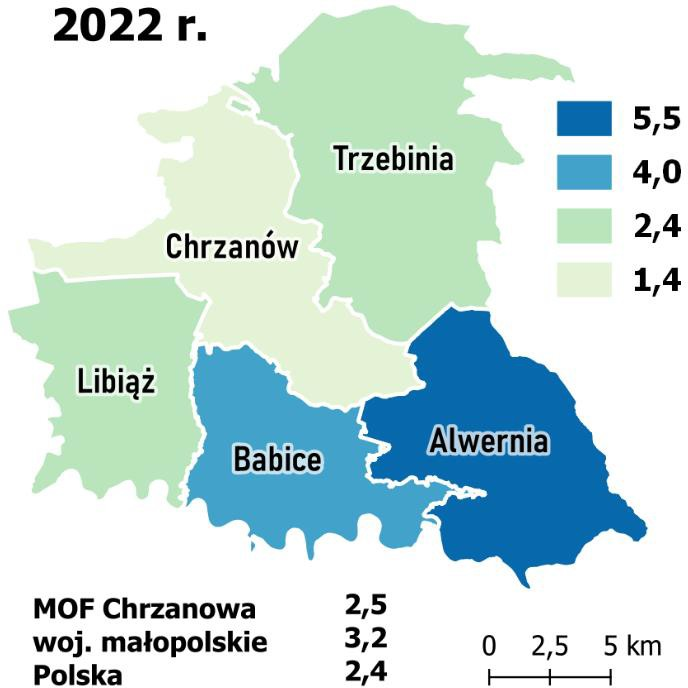 2022 r.
5,5
4,0
2,4
1,4
Trzebinia
Chrzanów
Libiąż
Babice
Alwernia
MOF Chrzanowa 2,5
woj. małopolskie 3,2
Polska 2,4
0 2,5 5 km